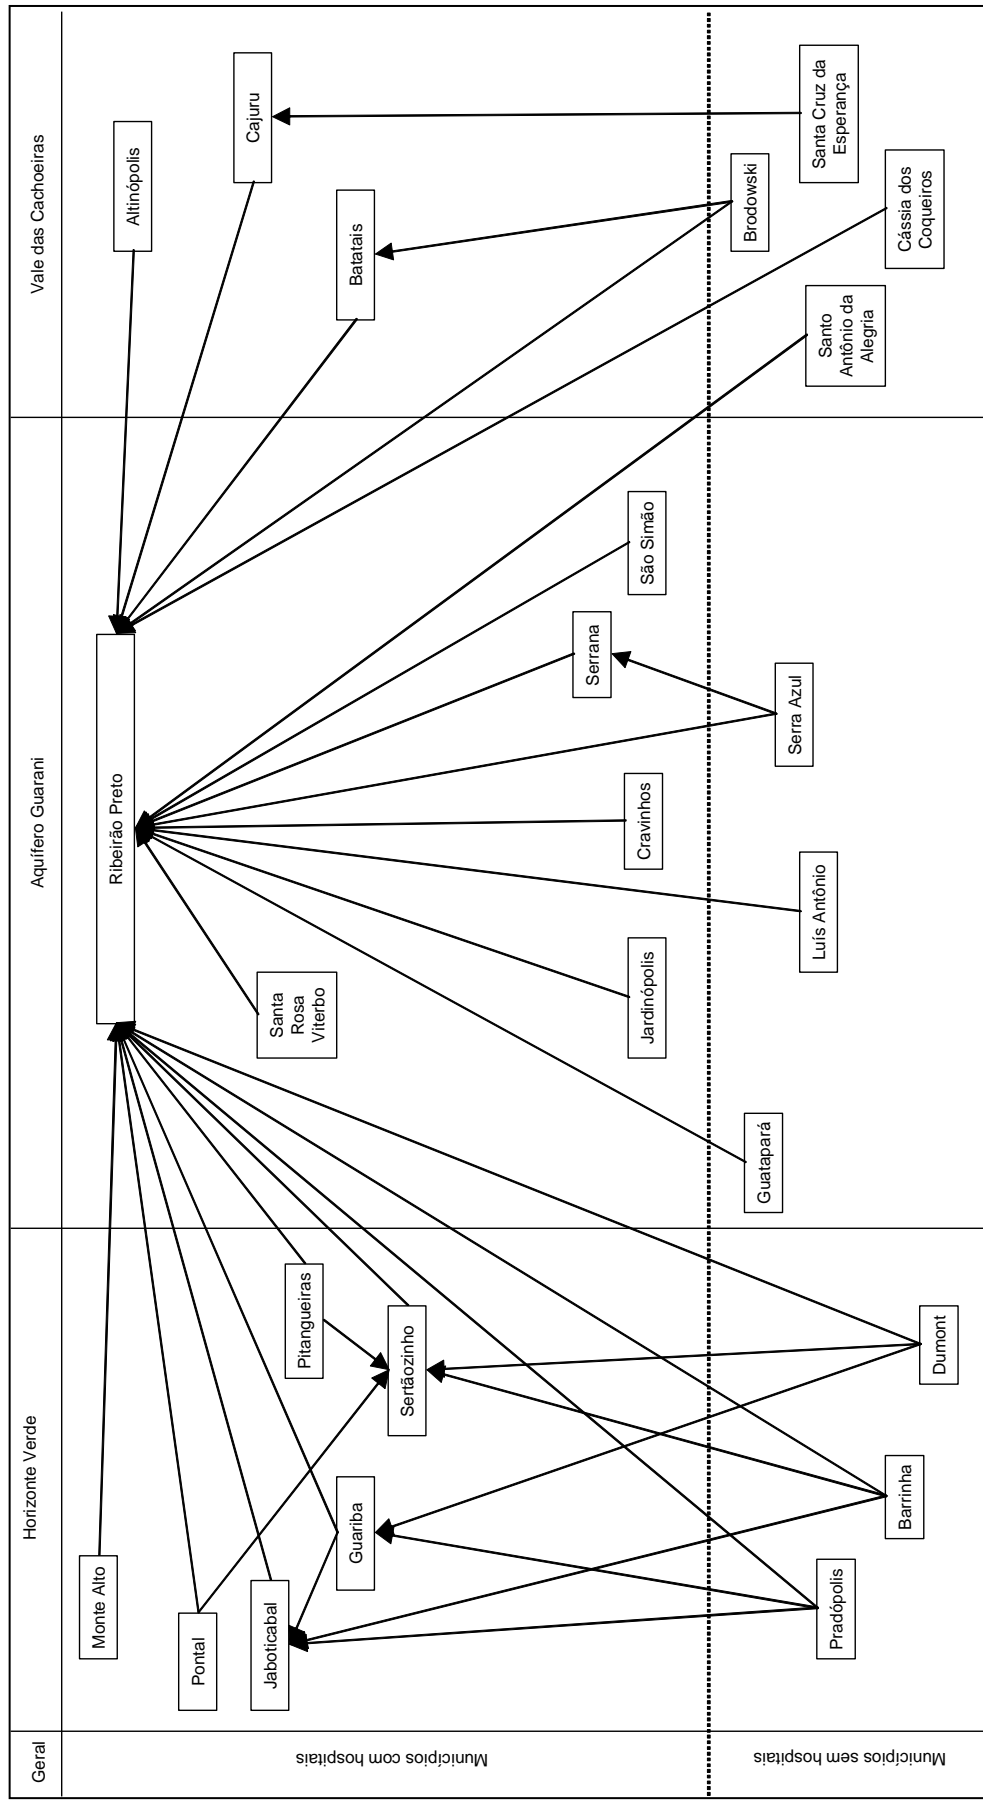 Geral
Horizonte Verde
Aquífero Guarani
Vale das Cachoeiras
Municípios com hospitais
Municípios sem hospitais
Monte Alto
Pontal
Jaboticabal
Guariba
Pitangueiras
Sertãozinho
Pradópolis
Barrinha
Dumont
Ribeirão Preto
Santa
Rosa
Viterbo
Jardinópolis
Cravinhos
Serrana
São Simão
Guatapará
Luís Antônio
Serra Azul
Altinópolis
Cajuru
Batatais
Brodowski
Santo
Antônio da
Alegria
Cássia dos
Coqueiros
Santa Cruz da
Esperança